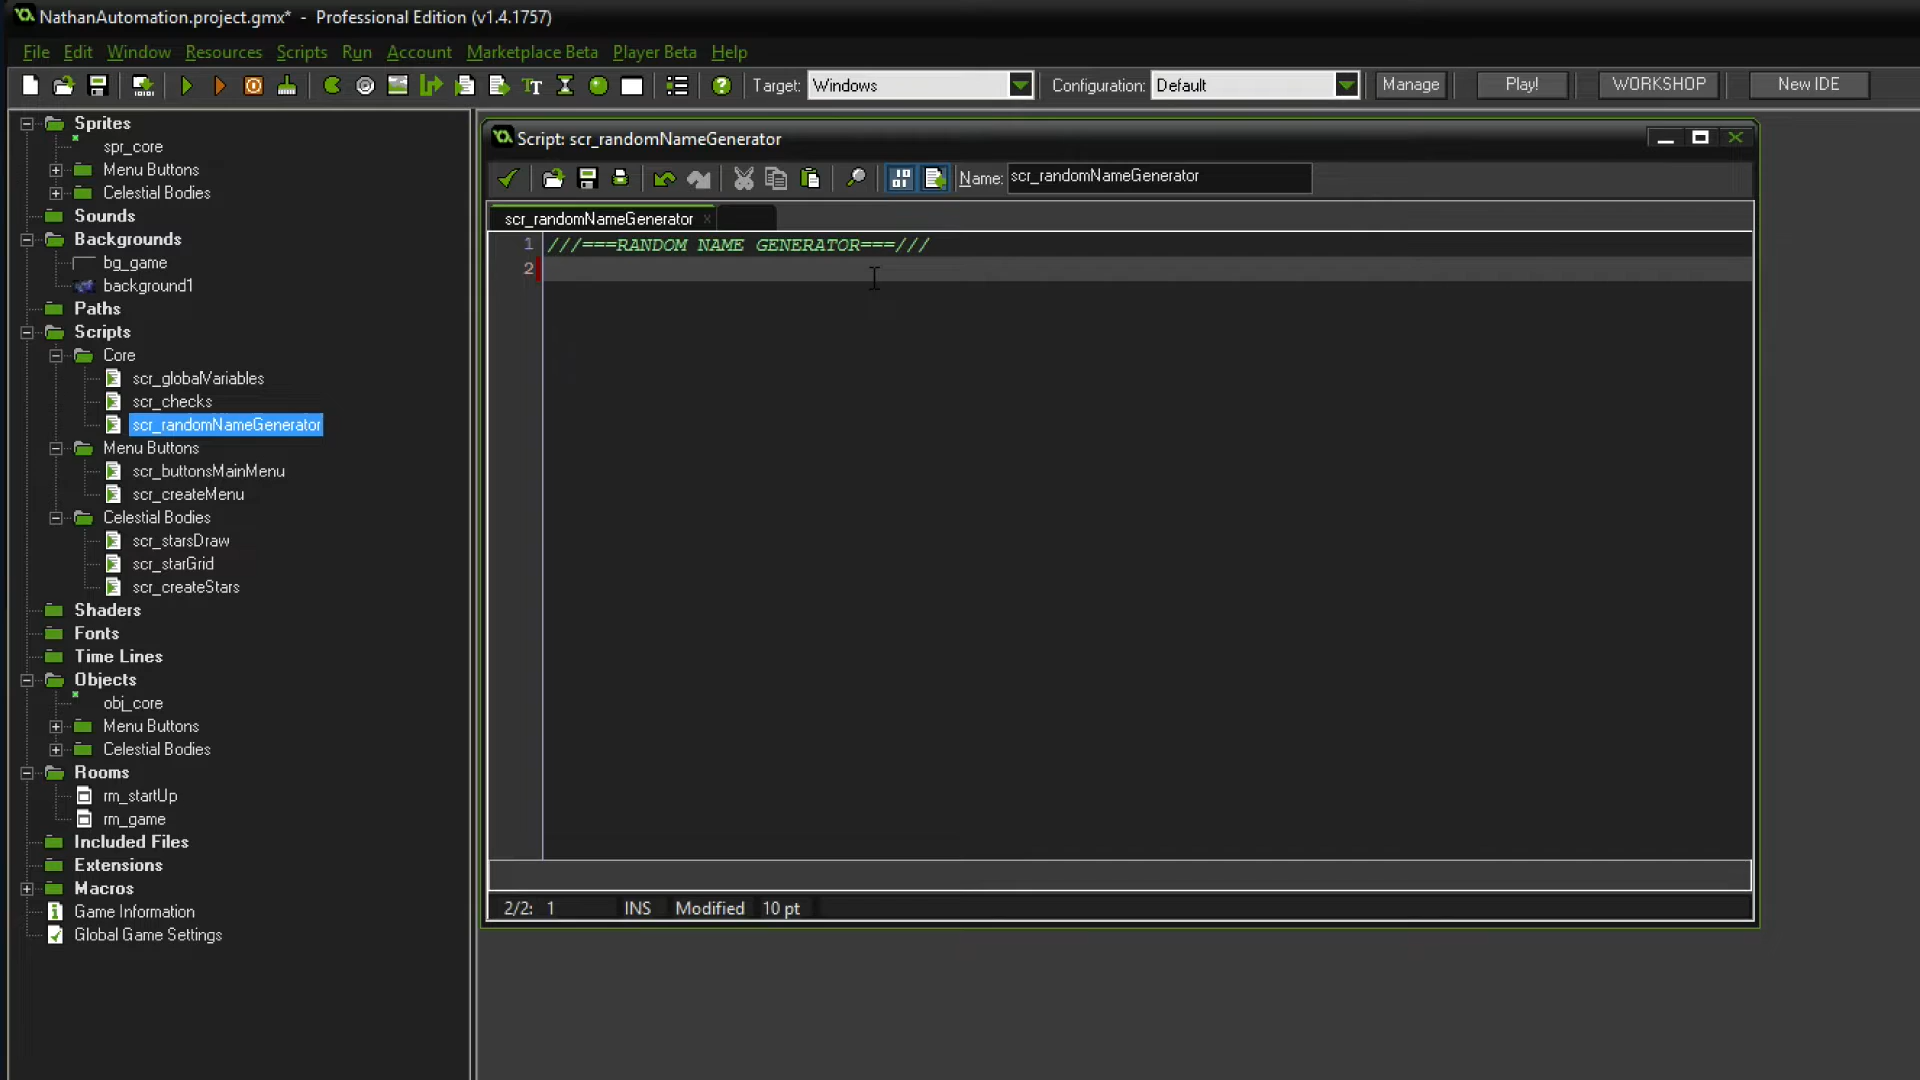 NathanAutomation.project.gmx* - Professional Edition (v1.4.1757)
File Edit Window Resources Scripts Run Account Marketplace Beta Player Beta Help
Target: Windows Configuration: Default Manage Play! WORKSHOP New IDE
Sprites
spr_core
Menu Buttons
Celestial Bodies
Sounds
Backgrounds
bg_game
background1
Paths
Scripts
Core
scr_globalVariables
scr_checks
scr_randomNameGenerator
Menu Buttons
scr_buttonsMainMenu
scr_createMenu
Celestial Bodies
scr_starsDraw
scr_starGrid
scr_createStars
Shaders
Fonts
Time Lines
Objects
obj_core
Menu Buttons
Celestial Bodies
Rooms
rm_startUp
rm_game
Included Files
Extensions
Macros
Game Information
Global Game Settings
Script: scr_randomNameGenerator
Name: scr_randomNameGenerator
scr_randomNameGenerator x
1 ///===RANDOM NAME GENERATOR===///
2
2/2: 1 INS Modified 10 pt